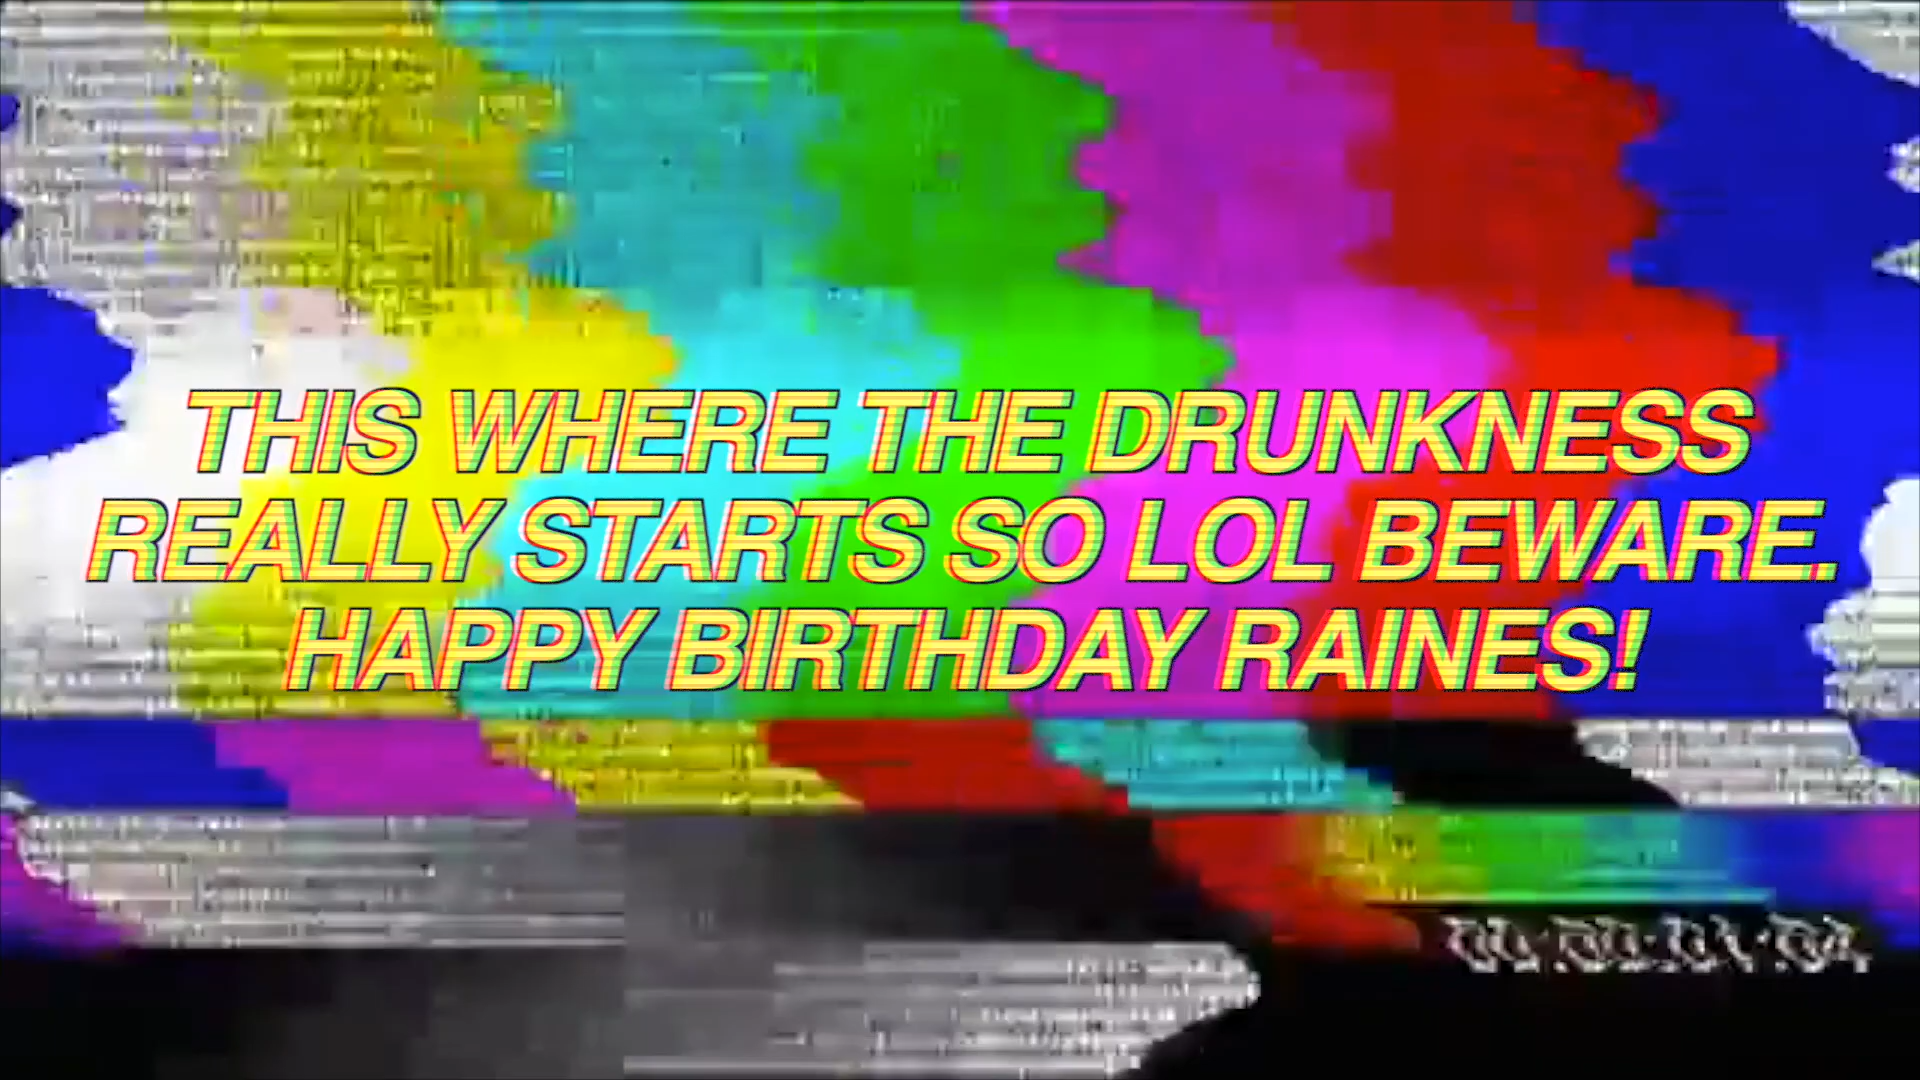 THIS WHERE THE DRUNKNESS
REALLY STARTS SO LOL BEWARE.
HAPPY BIRTHDAY RAINES!